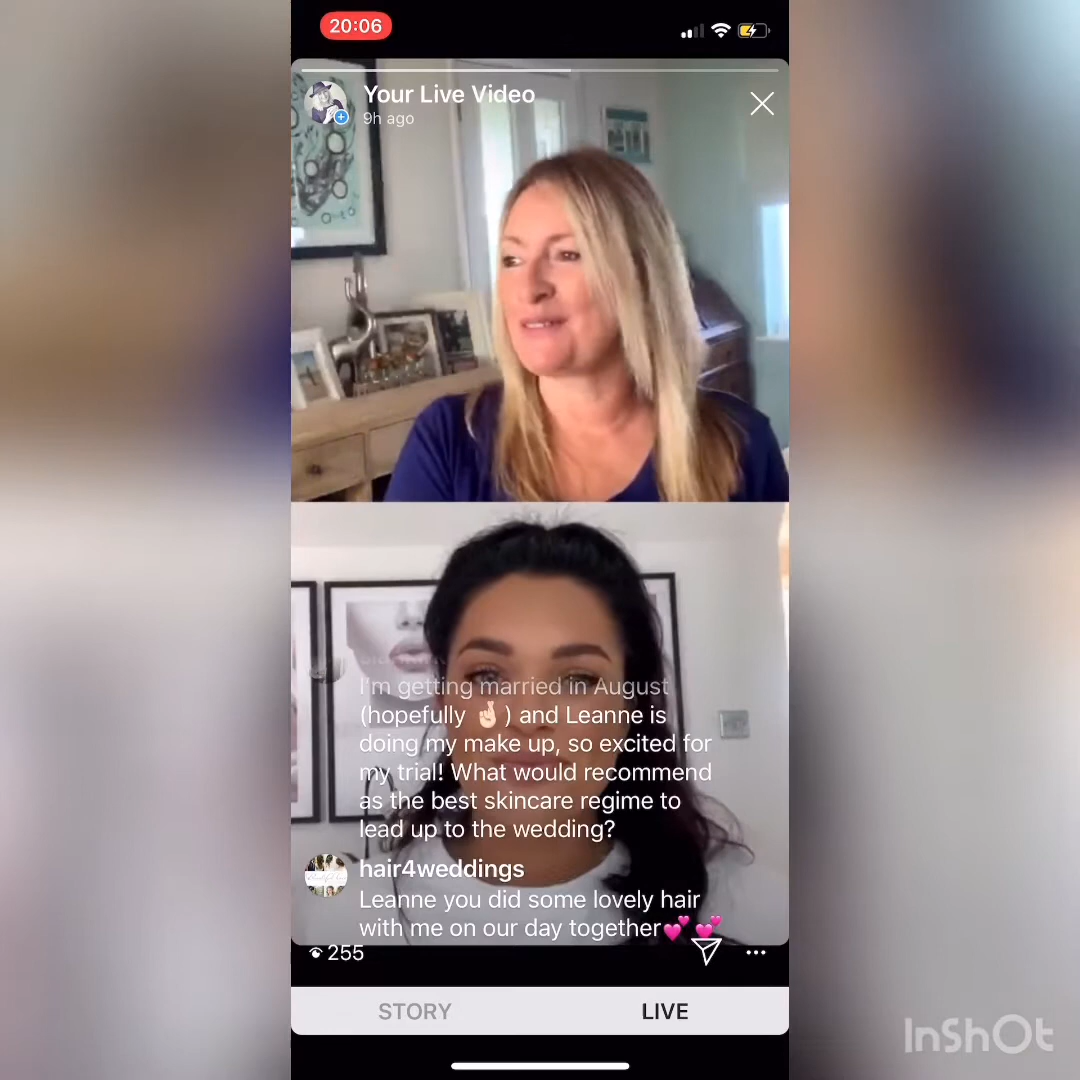 20:06
Your Live Video
9h ago
I'm getting married in August
(hopefully 🤞🏻) and Leanne is
doing my make up, so excited for
my trial! What would recommend
as the best skincare regime to
lead up to the wedding?
hair4weddings
Leanne you did some lovely hair
with me on our day together💕 💕
255
STORY
LIVE
InShOt